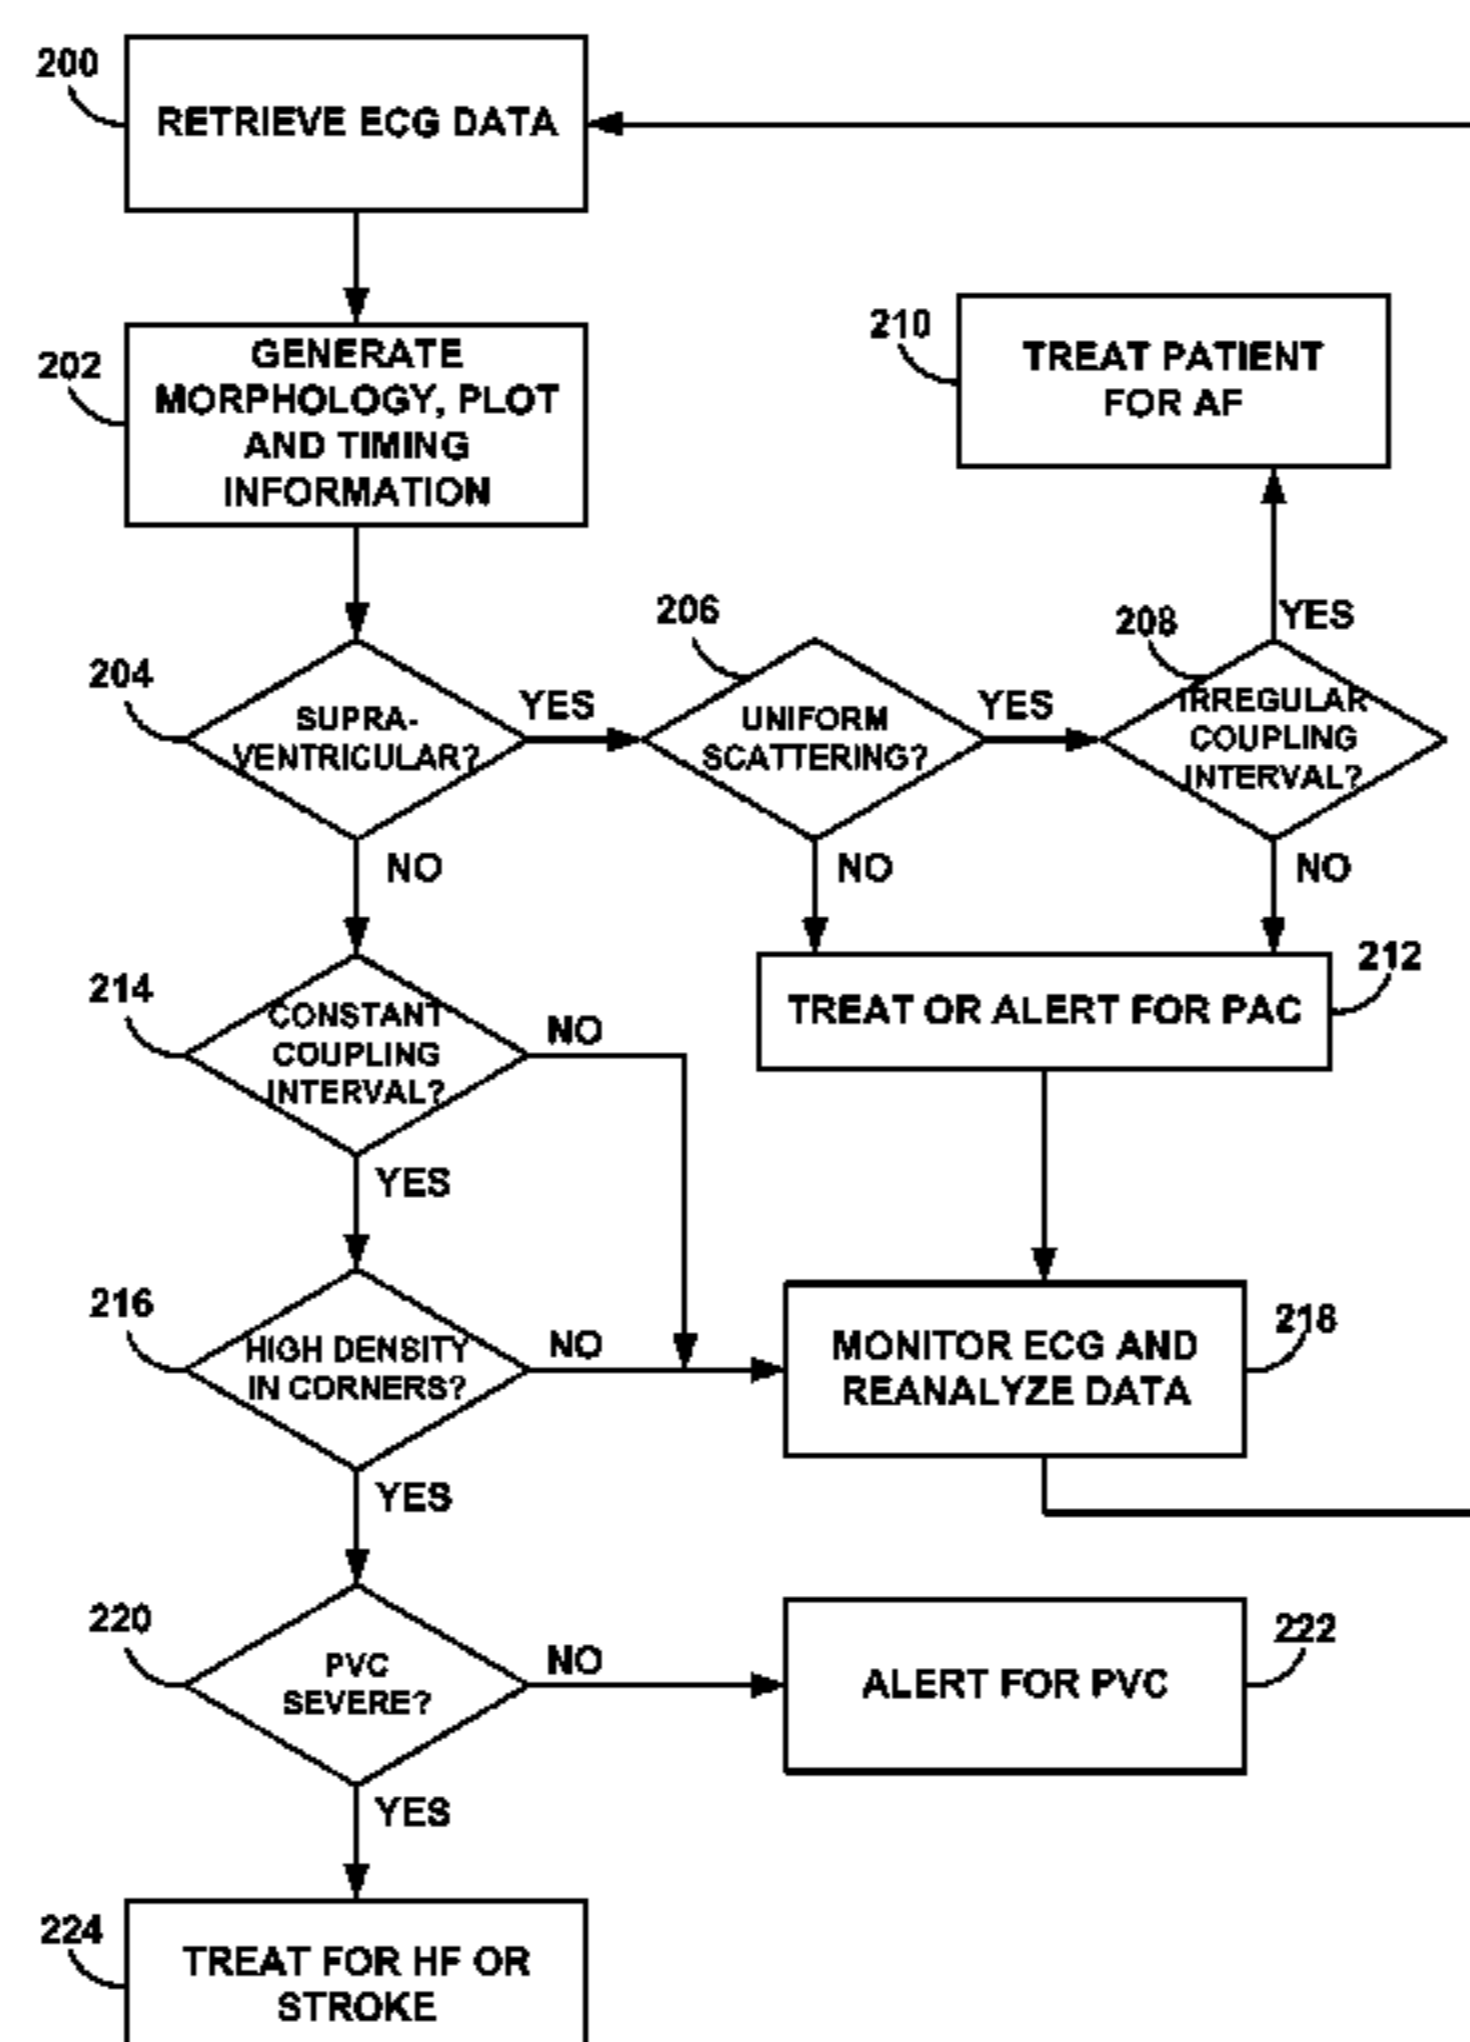 200
RETRIEVE ECG DATA
202
GENERATE
MORPHOLOGY, PLOT
AND TIMING
INFORMATION
210
TREAT PATIENT
FOR AF
204
SUPRA-
VENTRICULAR?
YES
NO
206
UNIFORM
SCATTERING?
YES
NO
208
IRREGULAR
COUPLING
INTERVAL?
YES
NO
212
TREAT OR ALERT FOR PAC
214
CONSTANT
COUPLING
INTERVAL?
NO
YES
216
HIGH DENSITY
IN CORNERS?
NO
YES
218
MONITOR ECG AND
REANALYZE DATA
220
PVC
SEVERE?
NO
YES
222
ALERT FOR PVC
224
TREAT FOR HF OR
STROKE